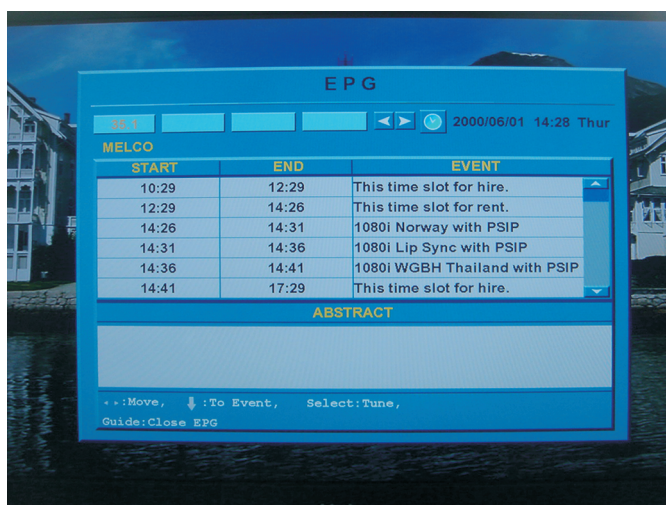 EPG
35.1
2000/06/01 14:28 Thur
MELCO
START END EVENT
10:29 12:29 This time slot for hire.
12:29 14:26 This time slot for rent.
14:26 14:31 1080i Norway with PSIP
14:31 14:36 1080i Lip Sync with PSIP
14:36 14:41 1080i WGBH Thailand with PSIP
14:41 17:29 This time slot for hire.
ABSTRACT
:Move, :To Event, Select:Tune,
Guide:Close EPG